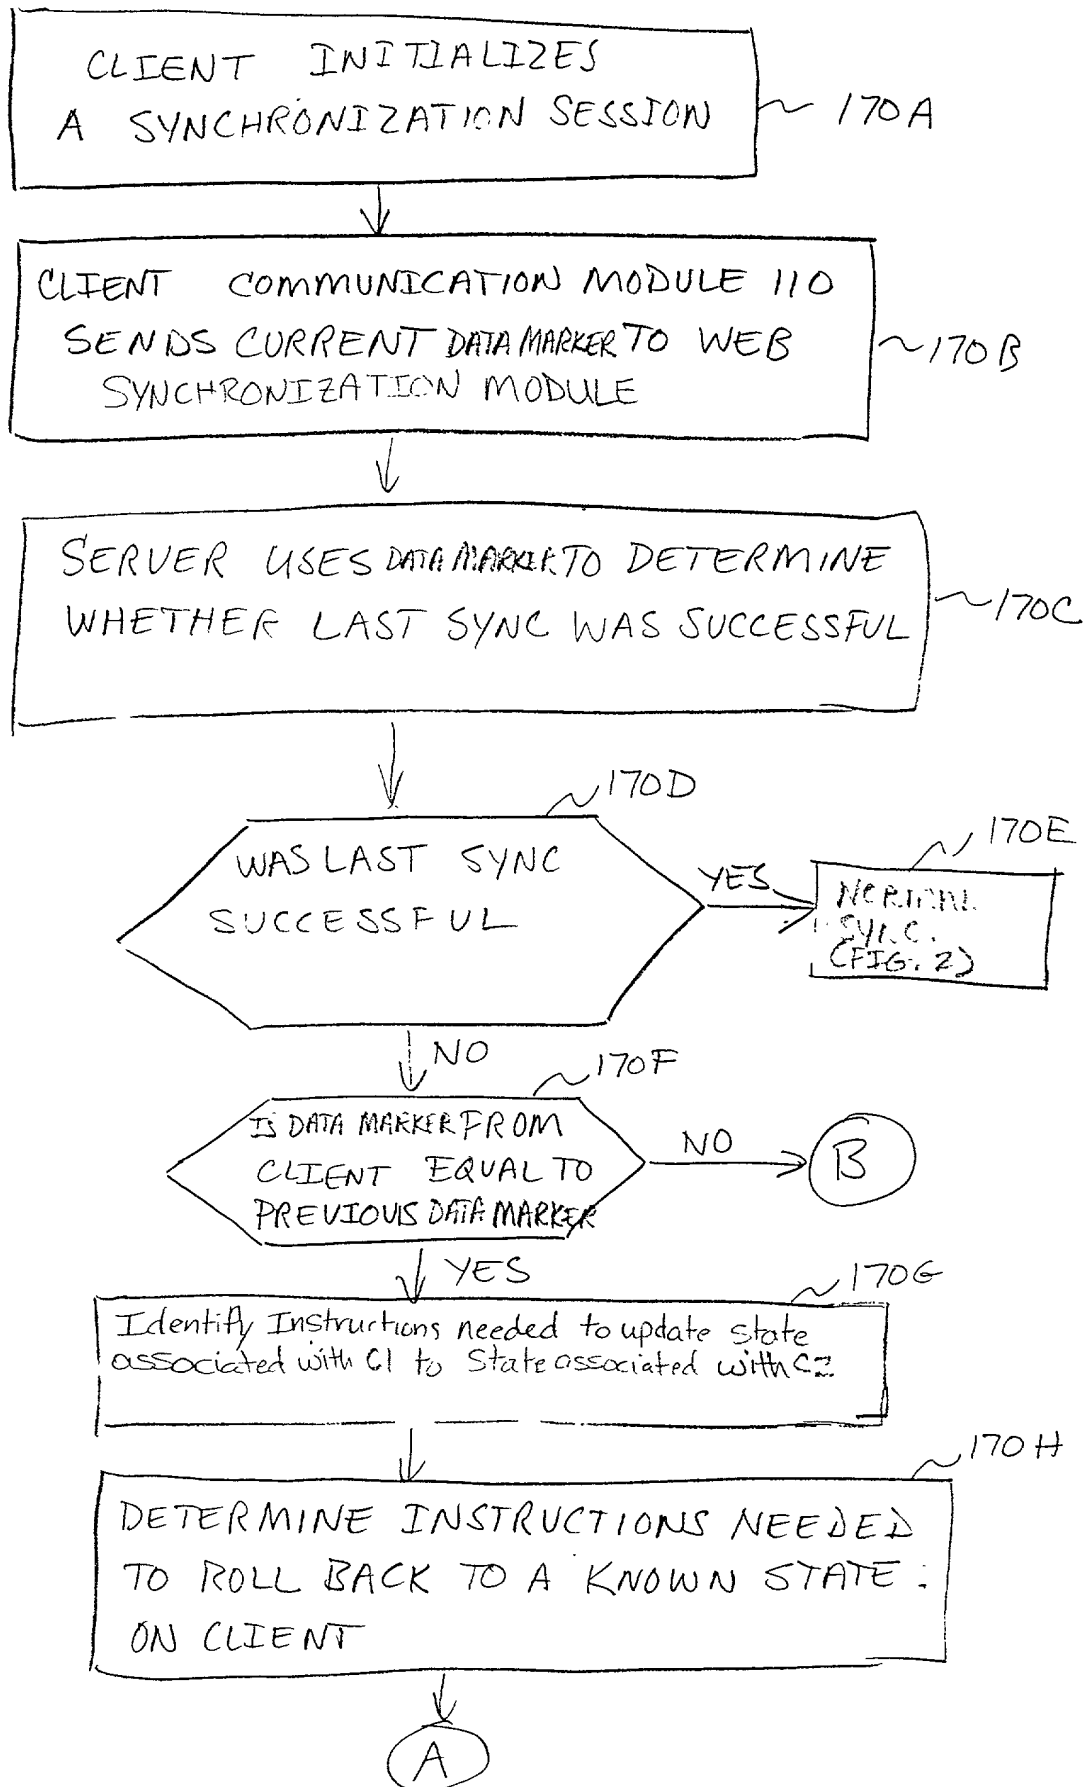 CLIENT INITIALIZES
A SYNCHRONIZATION SESSION
170A
CLIENT COMMUNICATION MODULE 110
SENDS CURRENT DATA MARKER TO WEB
SYNCHRONIZATION MODULE
170B
SERVER USES DATA MARKER TO DETERMINE
WHETHER LAST SYNC WAS SUCCESSFUL
170C
170D
WAS LAST SYNC
SUCCESSFUL
YES
170E
NORMAL
SYNC.
(FIG. 2)
NO
170F
IS DATA MARKER FROM
CLIENT EQUAL TO
PREVIOUS DATA MARKER
NO
B
YES
170G
Identify Instructions needed to update state
associated with C1 to State associated with C2
170H
DETERMINE INSTRUCTIONS NEEDED
TO ROLL BACK TO A KNOWN STATE
ON CLIENT
A